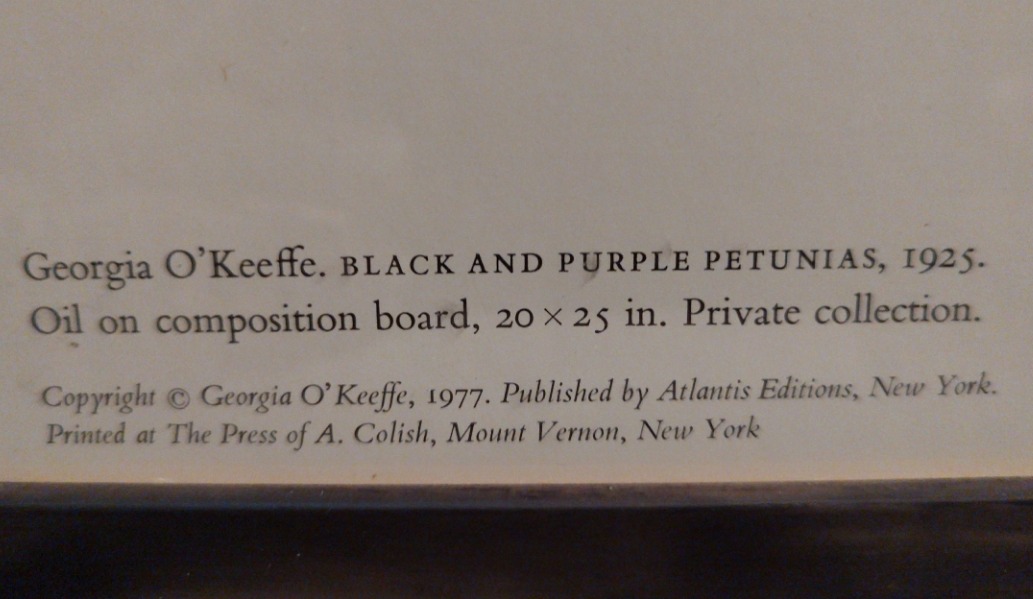 Georgia O'Keeffe. BLACK AND PURPLE PETUNIAS, 1925.
Oil on composition board, 20 × 25 in. Private collection.
Copyright © Georgia O'Keeffe, 1977. Published by Atlantis Editions, New York.
Printed at The Press of A. Colish, Mount Vernon, New York